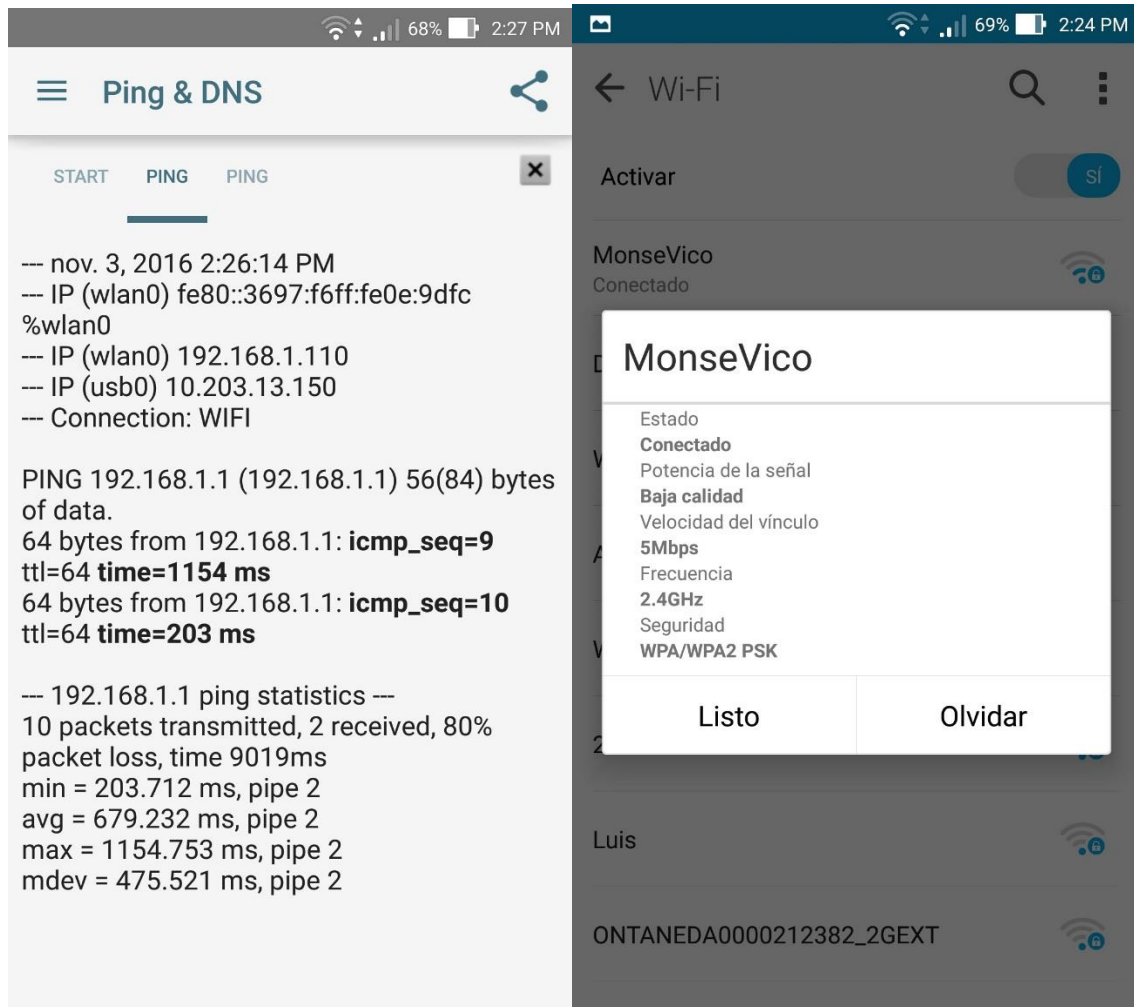 68% 2:27 PM
Ping & DNS
START PING PING
--- nov. 3, 2016 2:26:14 PM
--- IP (wlan0) fe80::3697:f6ff:fe0e:9dfc
%wlan0
--- IP (wlan0) 192.168.1.110
--- IP (usb0) 10.203.13.150
--- Connection: WIFI
PING 192.168.1.1 (192.168.1.1) 56(84) bytes
of data.
64 bytes from 192.168.1.1: icmp_seq=9
ttl=64 time=1154 ms
64 bytes from 192.168.1.1: icmp_seq=10
ttl=64 time=203 ms
--- 192.168.1.1 ping statistics ---
10 packets transmitted, 2 received, 80%
packet loss, time 9019ms
min = 203.712 ms, pipe 2
avg = 679.232 ms, pipe 2
max = 1154.753 ms, pipe 2
mdev = 475.521 ms, pipe 2
69% 2:24 PM
Wi-Fi
Activar SÍ
MonseVico
Conectado
MonseVico
Estado
Conectado
Potencia de la señal
Baja calidad
Velocidad del vínculo
5Mbps
Frecuencia
2.4GHz
Seguridad
WPA/WPA2 PSK
Listo Olvidar
Luis
ONTANEDA0000212382_2GEXT